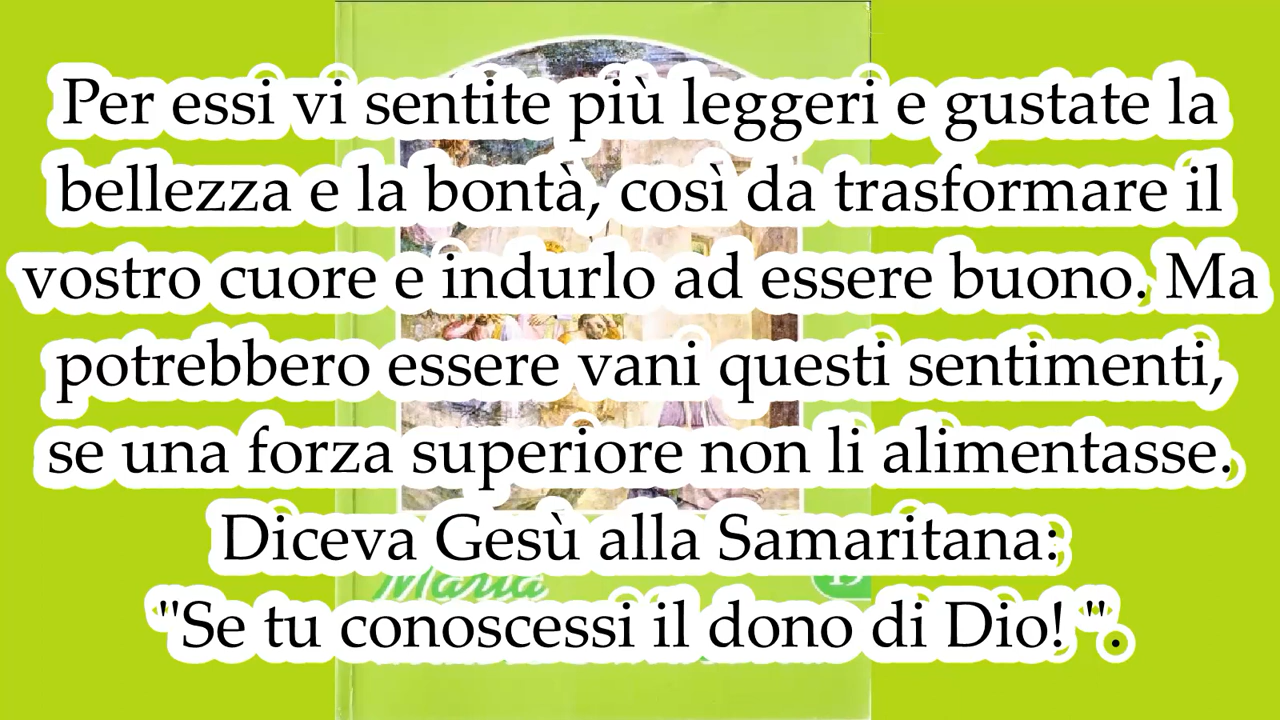 Per essi vi sentite più leggeri e gustate la
bellezza e la bontà, così da trasformare il
vostro cuore e indurlo ad essere buono. Ma
potrebbero essere vani questi sentimenti,
se una forza superiore non li alimentasse.
Diceva Gesù alla Samaritana:
"Se tu conoscessi il dono di Dio! ".
Maria